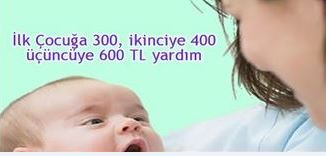 İlk Çocuğa 300, ikinciye 400
üçüncüye 600 TL yardım